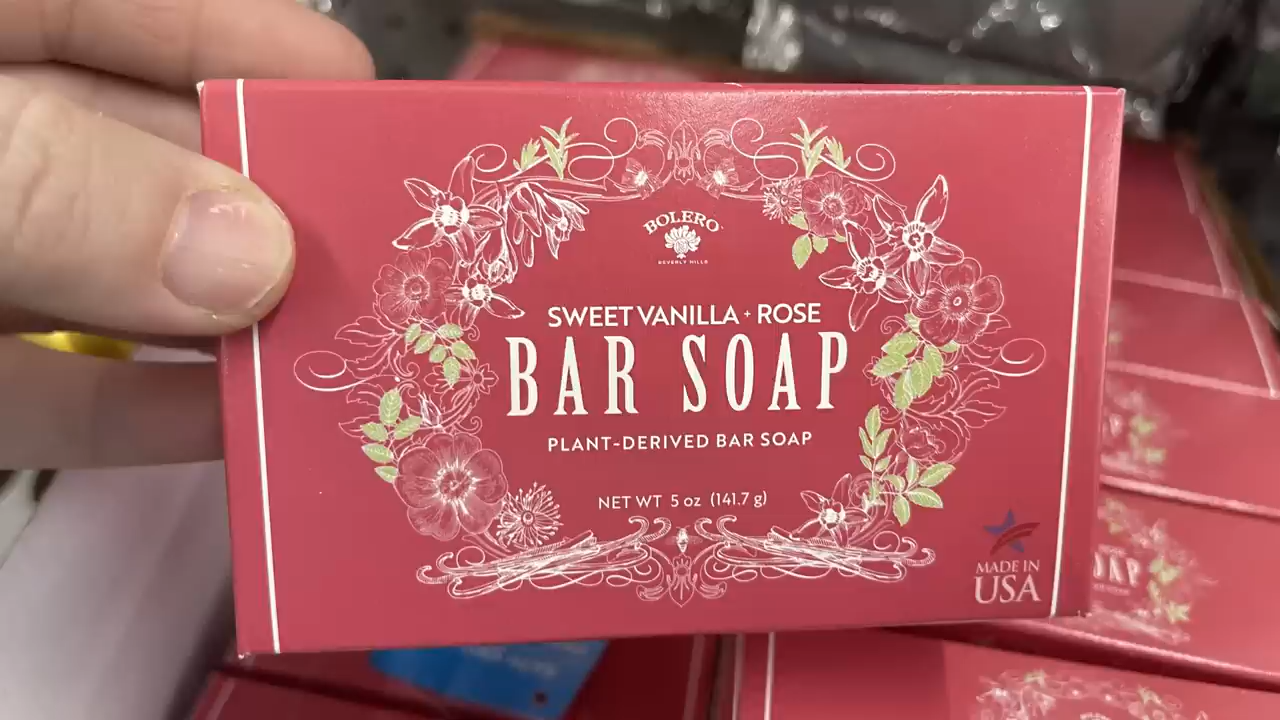 BOLERO
BEVERLY HILLS
SWEET VANILLA + ROSE
BAR SOAP
PLANT-DERIVED BAR SOAP
NET WT 5 oz (141.7 g)
MADE IN
USA